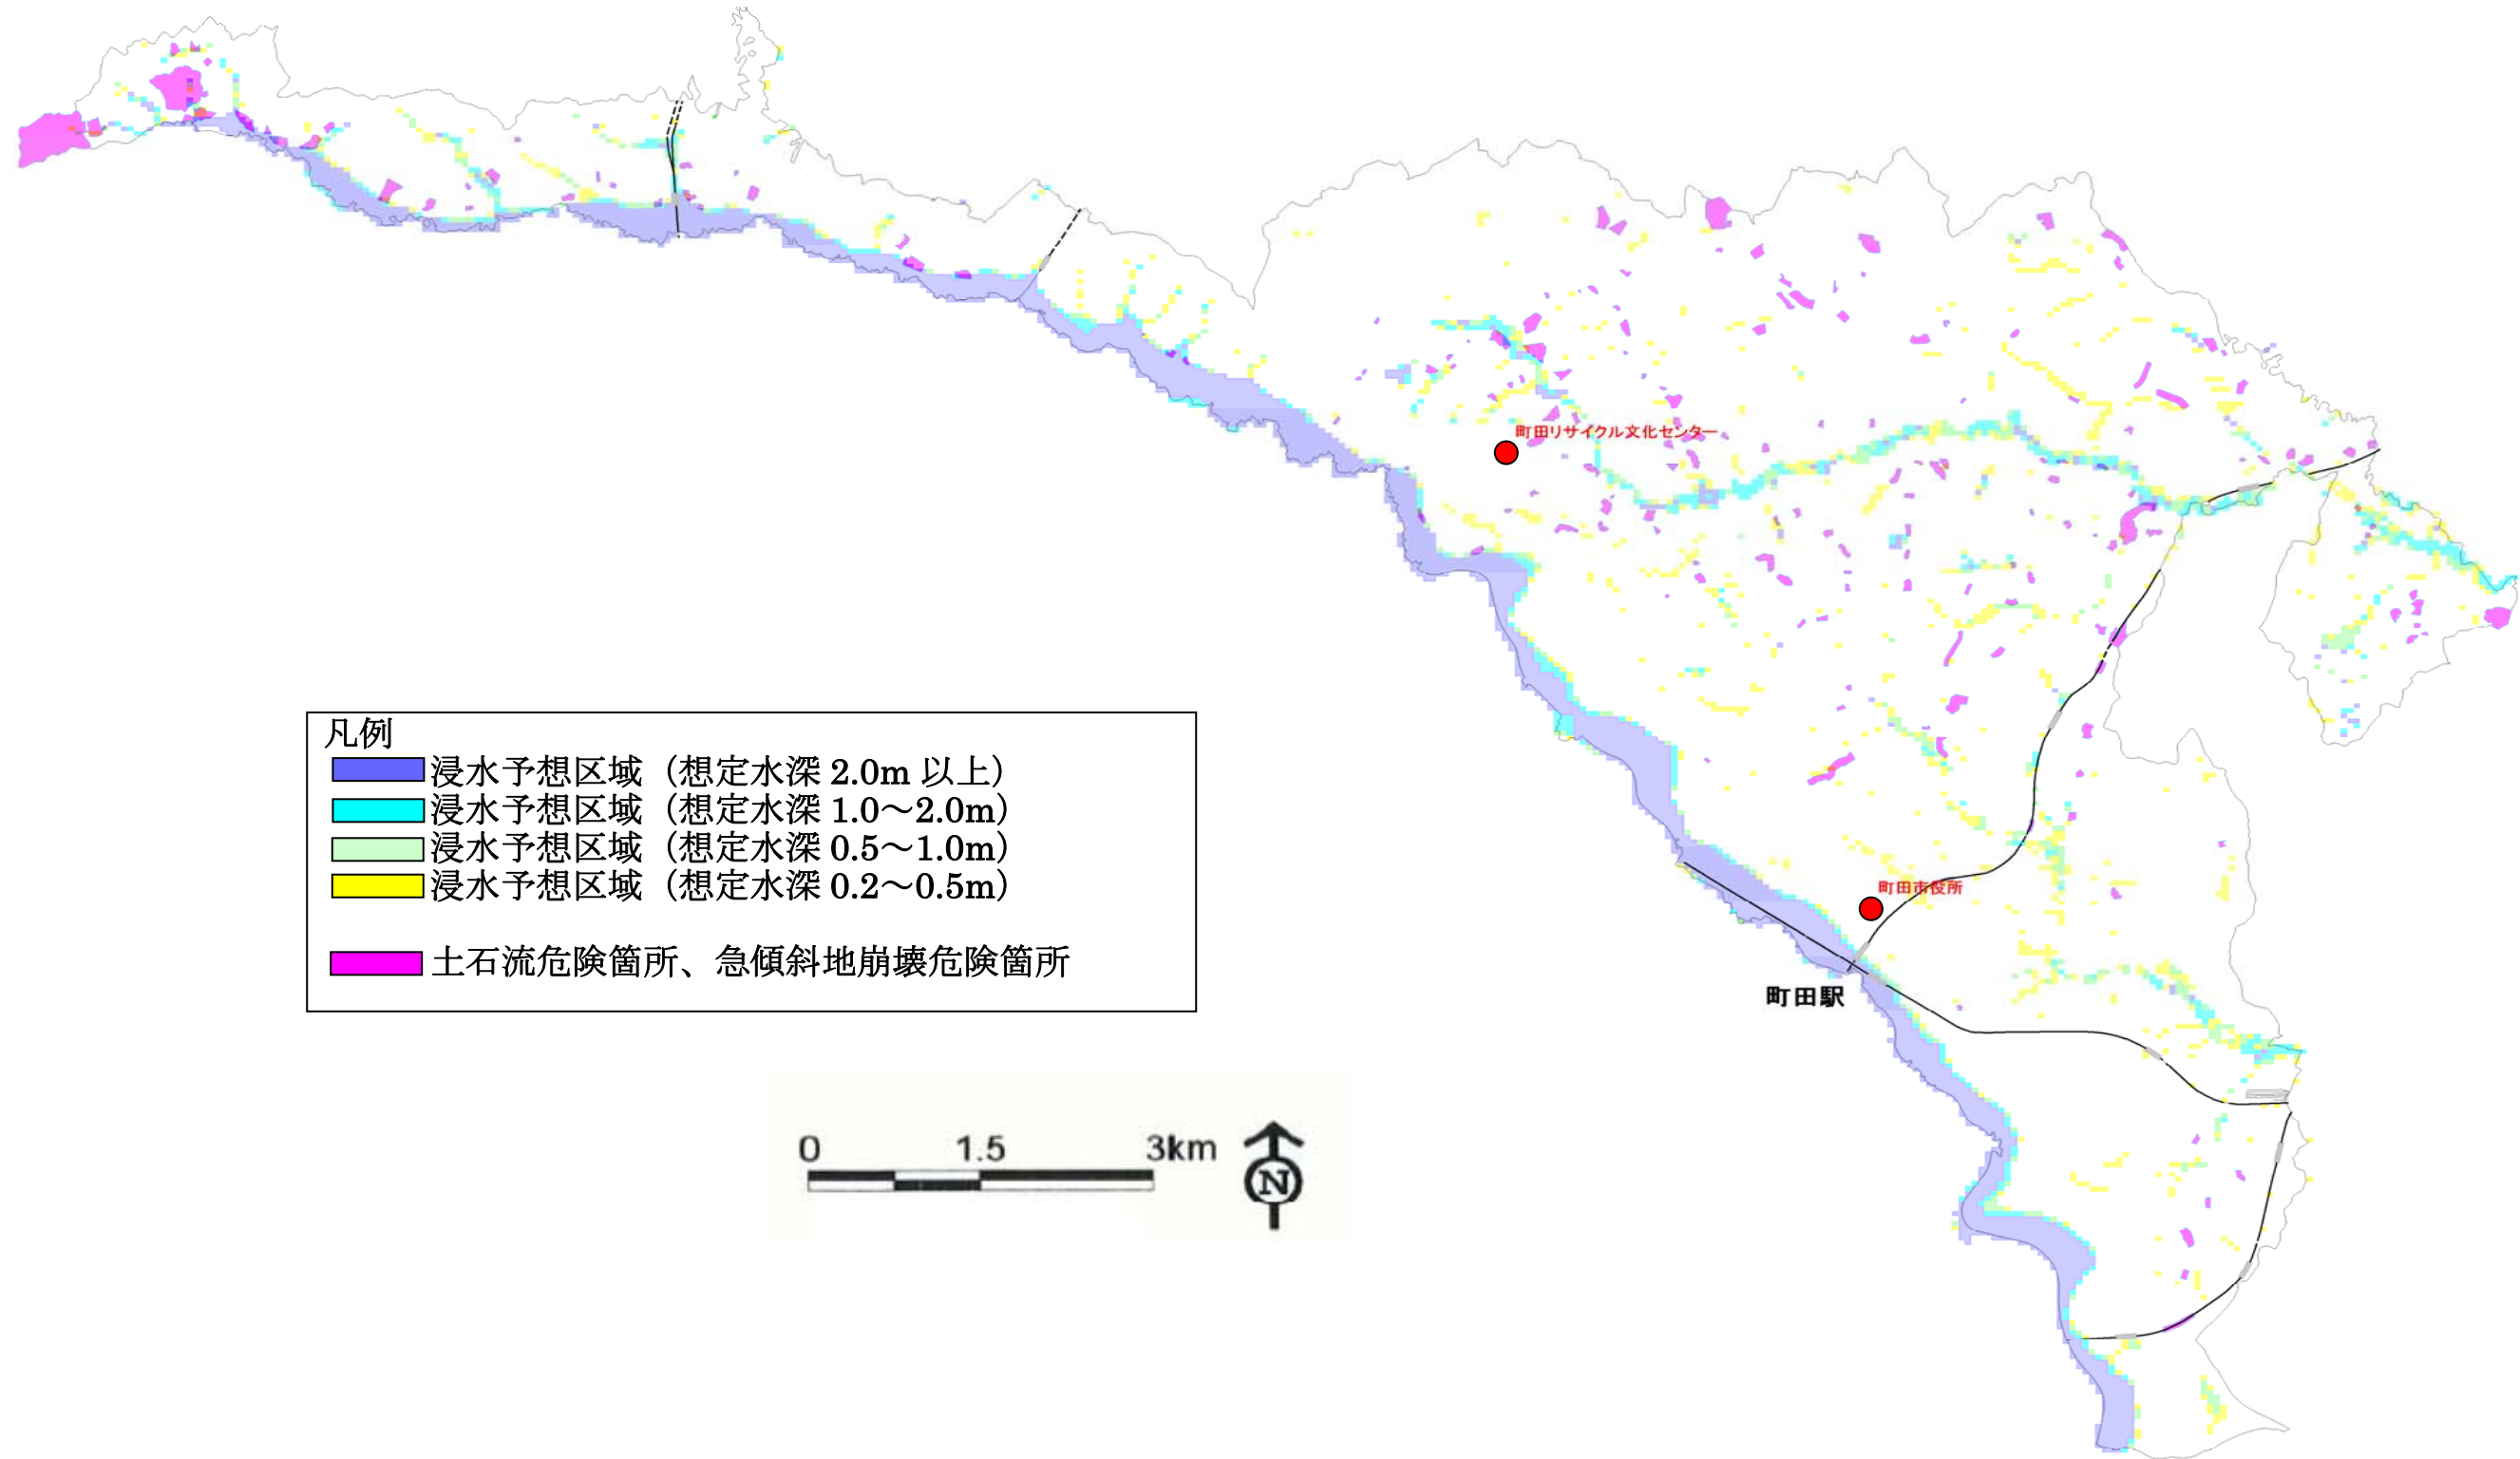 町田リサイクル文化センター
凡例
浸水予想区域（想定水深 2.0m 以上）
浸水予想区域（想定水深 1.0～2.0m）
浸水予想区域（想定水深 0.5～1.0m）
浸水予想区域（想定水深 0.2～0.5m）
土石流危険箇所、急傾斜地崩壊危険箇所
町田市役所
町田駅
0 1.5 3km
N